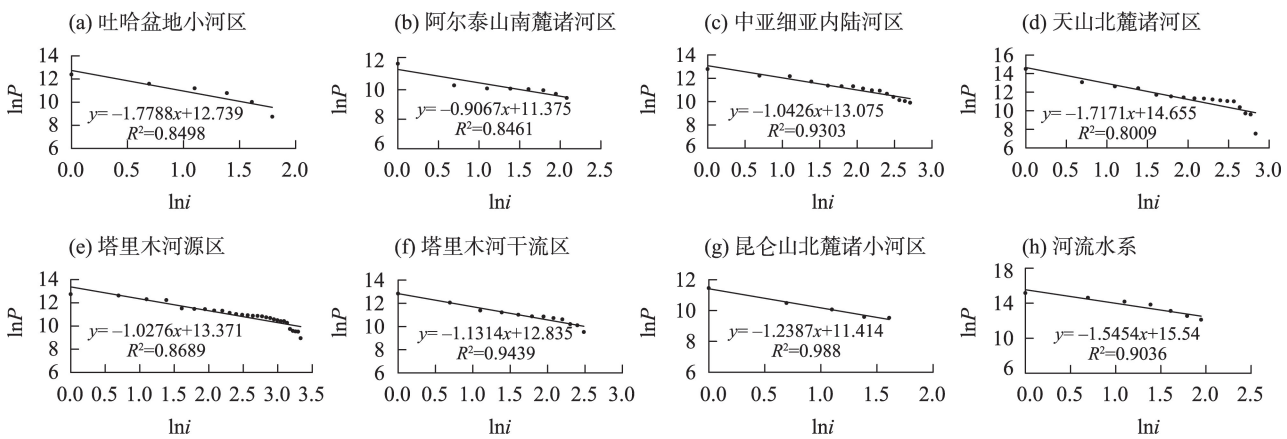 (a) 吐哈盆地小河区
lnP
14
12
10
8
6
y= –1.7788x+12.739
R²=0.8498
0.0 0.5 1.0 1.5 2.0
lni
(b) 阿尔泰山南麓诸河区
lnP
12
10
8
6
y= –0.9067x+11.375
R²=0.8461
0.0 0.5 1.0 1.5 2.0 2.5
lni
(c) 中亚细亚内陆河区
lnP
14
12
10
8
6
y= –1.0426x+13.075
R²=0.9303
0.0 0.5 1.0 1.5 2.0 2.5 3.0
lni
(d) 天山北麓诸河区
lnP
16
14
12
10
8
6
y= –1.7171x+14.655
R²=0.8009
0.0 0.5 1.0 1.5 2.0 2.5 3.0
lni
(e) 塔里木河源区
lnP
14
12
10
8
6
y= –1.0276x+13.371
R²=0.8689
0.0 0.5 1.0 1.5 2.0 2.5 3.0 3.5
lni
(f) 塔里木河干流区
lnP
14
12
10
8
6
y= –1.1314x+12.835
R²=0.9439
0.0 0.5 1.0 1.5 2.0 2.5 3.0
lni
(g) 昆仑山北麓诸小河区
lnP
12
10
8
6
y= –1.2387x+11.414
R²=0.988
0.0 0.5 1.0 1.5 2.0
lni
(h) 河流水系
lnP
18
15
12
9
6
y= –1.5454x+15.54
R²=0.9036
0.0 0.5 1.0 1.5 2.0 2.5
lni